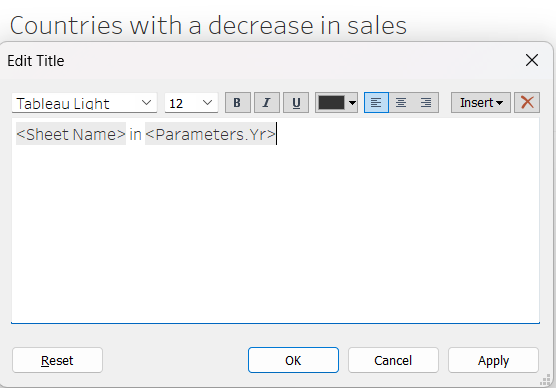 Countries with a decrease in sales
Edit Title
Tableau Light 12 B I U Insert
<Sheet Name> in <Parameters.Yr>
Reset OK Cancel Apply